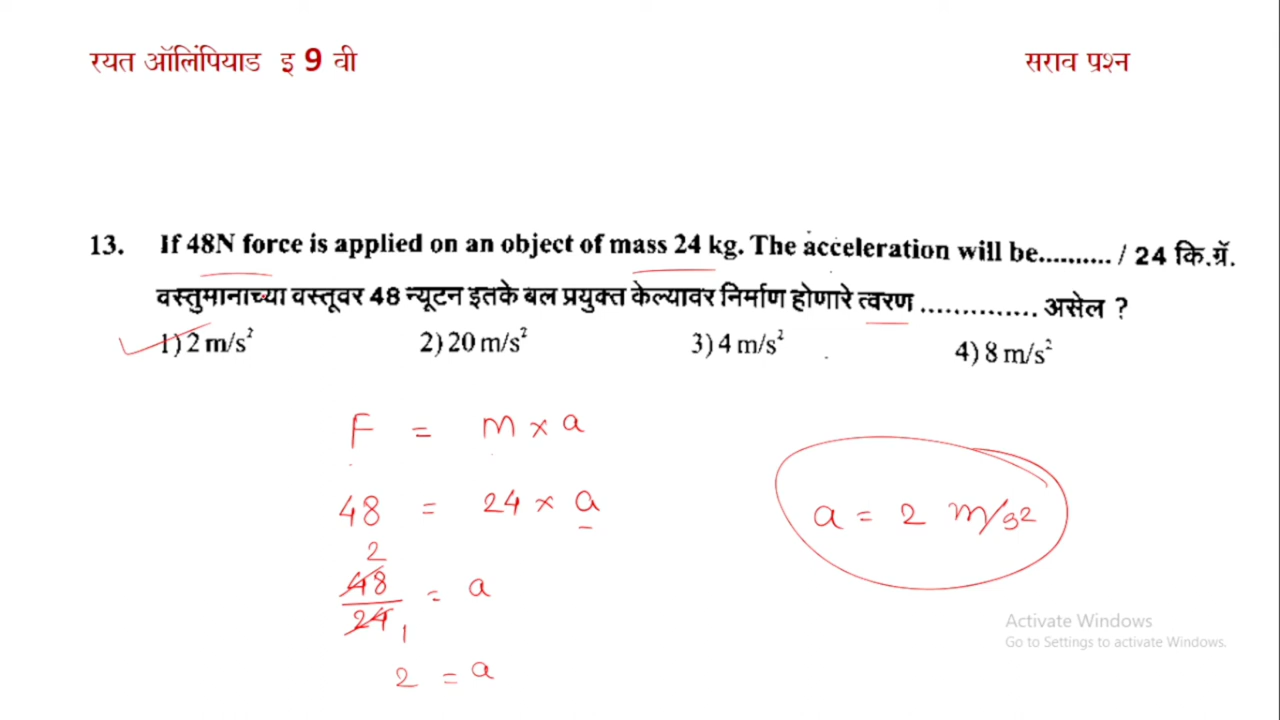 रयत ऑलिंपियाड इ 9 वी
सराव प्रश्न
13. If 48N force is applied on an object of mass 24 kg. The acceleration will be.......... / 24 कि.ग्रॅ.
वस्तुमानाच्या वस्तूवर 48 न्यूटन इतके बल प्रयुक्त केल्यावर निर्माण होणारे त्वरण .............. असेल ?
1) 2 m/s²
2) 20 m/s²
3) 4 m/s²
4) 8 m/s²
F = m × a
48 = 24 × a
2
48/24 = a
1
2 = a
a = 2 m/s2
Activate Windows
Go to Settings to activate Windows.